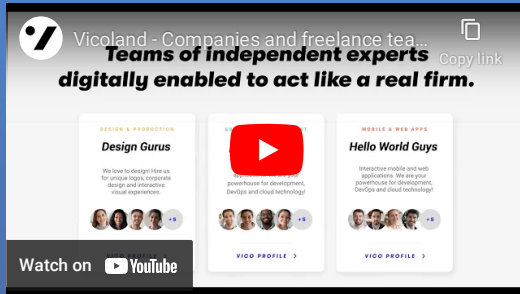 Vicoland - Companies and freelance tea...
Copy link
Teams of independent experts
digitally enabled to act like a real firm.
DESIGN & PRODUCTION
Design Gurus
We love to design! Hire us
for unique logos, corporate
design and interactive
visual experiences.
+5
VICO PROFILE >
powerhouse for development,
DevOps and cloud technology!
+5
VICO PROFILE >
MOBILE & WEB APPS
Hello World Guys
Interactive mobile and web
applications. We are your
powerhouse for development,
DevOps and cloud technology!
+5
VICO PROFILE >
Watch on YouTube